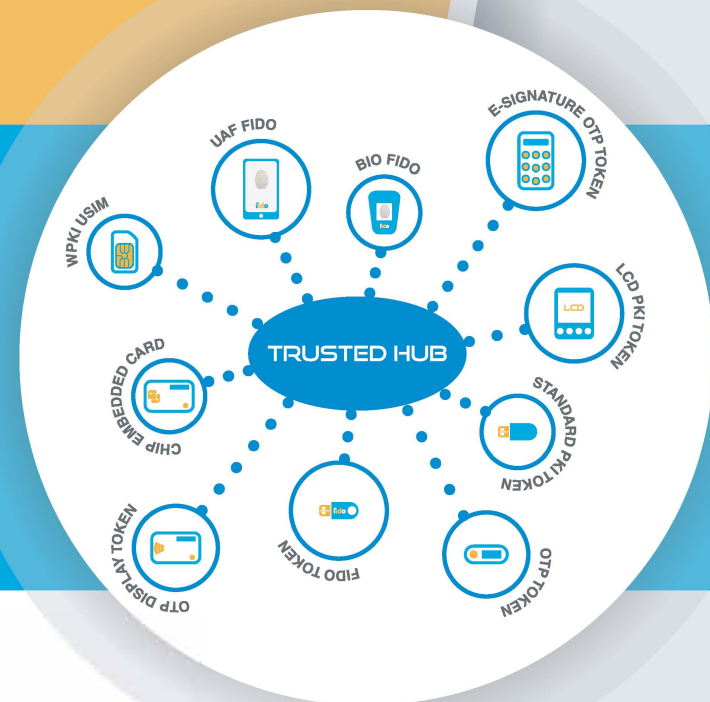 UAF FIDO
BIO FIDO
E-SIGNATURE OTP TOKEN
WPKI USIM
fido
fido
LCD PKI TOKEN
LCD
TRUSTED HUB
CHIP EMBEDDED CARD
STANDARD PKI TOKEN
OTP DISPLAY TOKEN
fido
FIDO TOKEN
OTP TOKEN